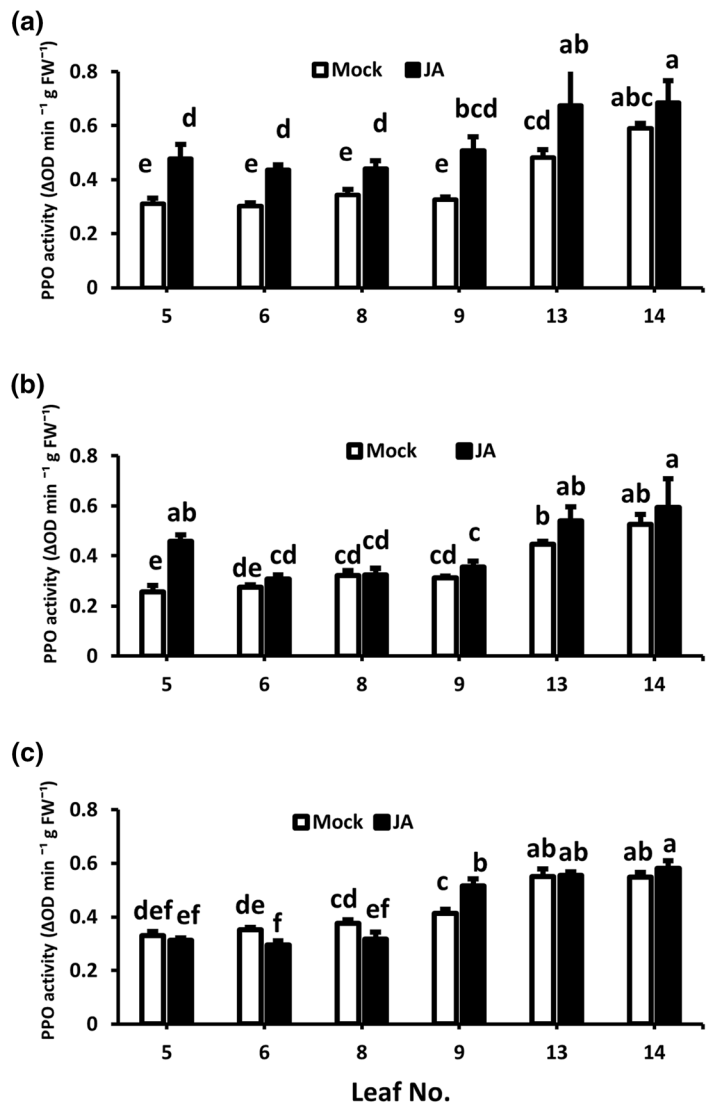 (a)
Mock JA
PPO activity (ΔOD min ⁻¹ g FW⁻¹)
0.8
0.6
0.4
0.2
0
e d e d e d e bcd cd ab abc a
5 6 8 9 13 14
(b)
Mock JA
PPO activity (ΔOD min ⁻¹ g FW⁻¹)
0.8
0.6
0.4
0.2
0
e ab de cd cd cd cd c b ab ab a
5 6 8 9 13 14
(c)
Mock JA
PPO activity (ΔOD min ⁻¹ g FW⁻¹)
0.8
0.6
0.4
0.2
0
def ef de f cd ef c b ab ab ab a
5 6 8 9 13 14
Leaf No.